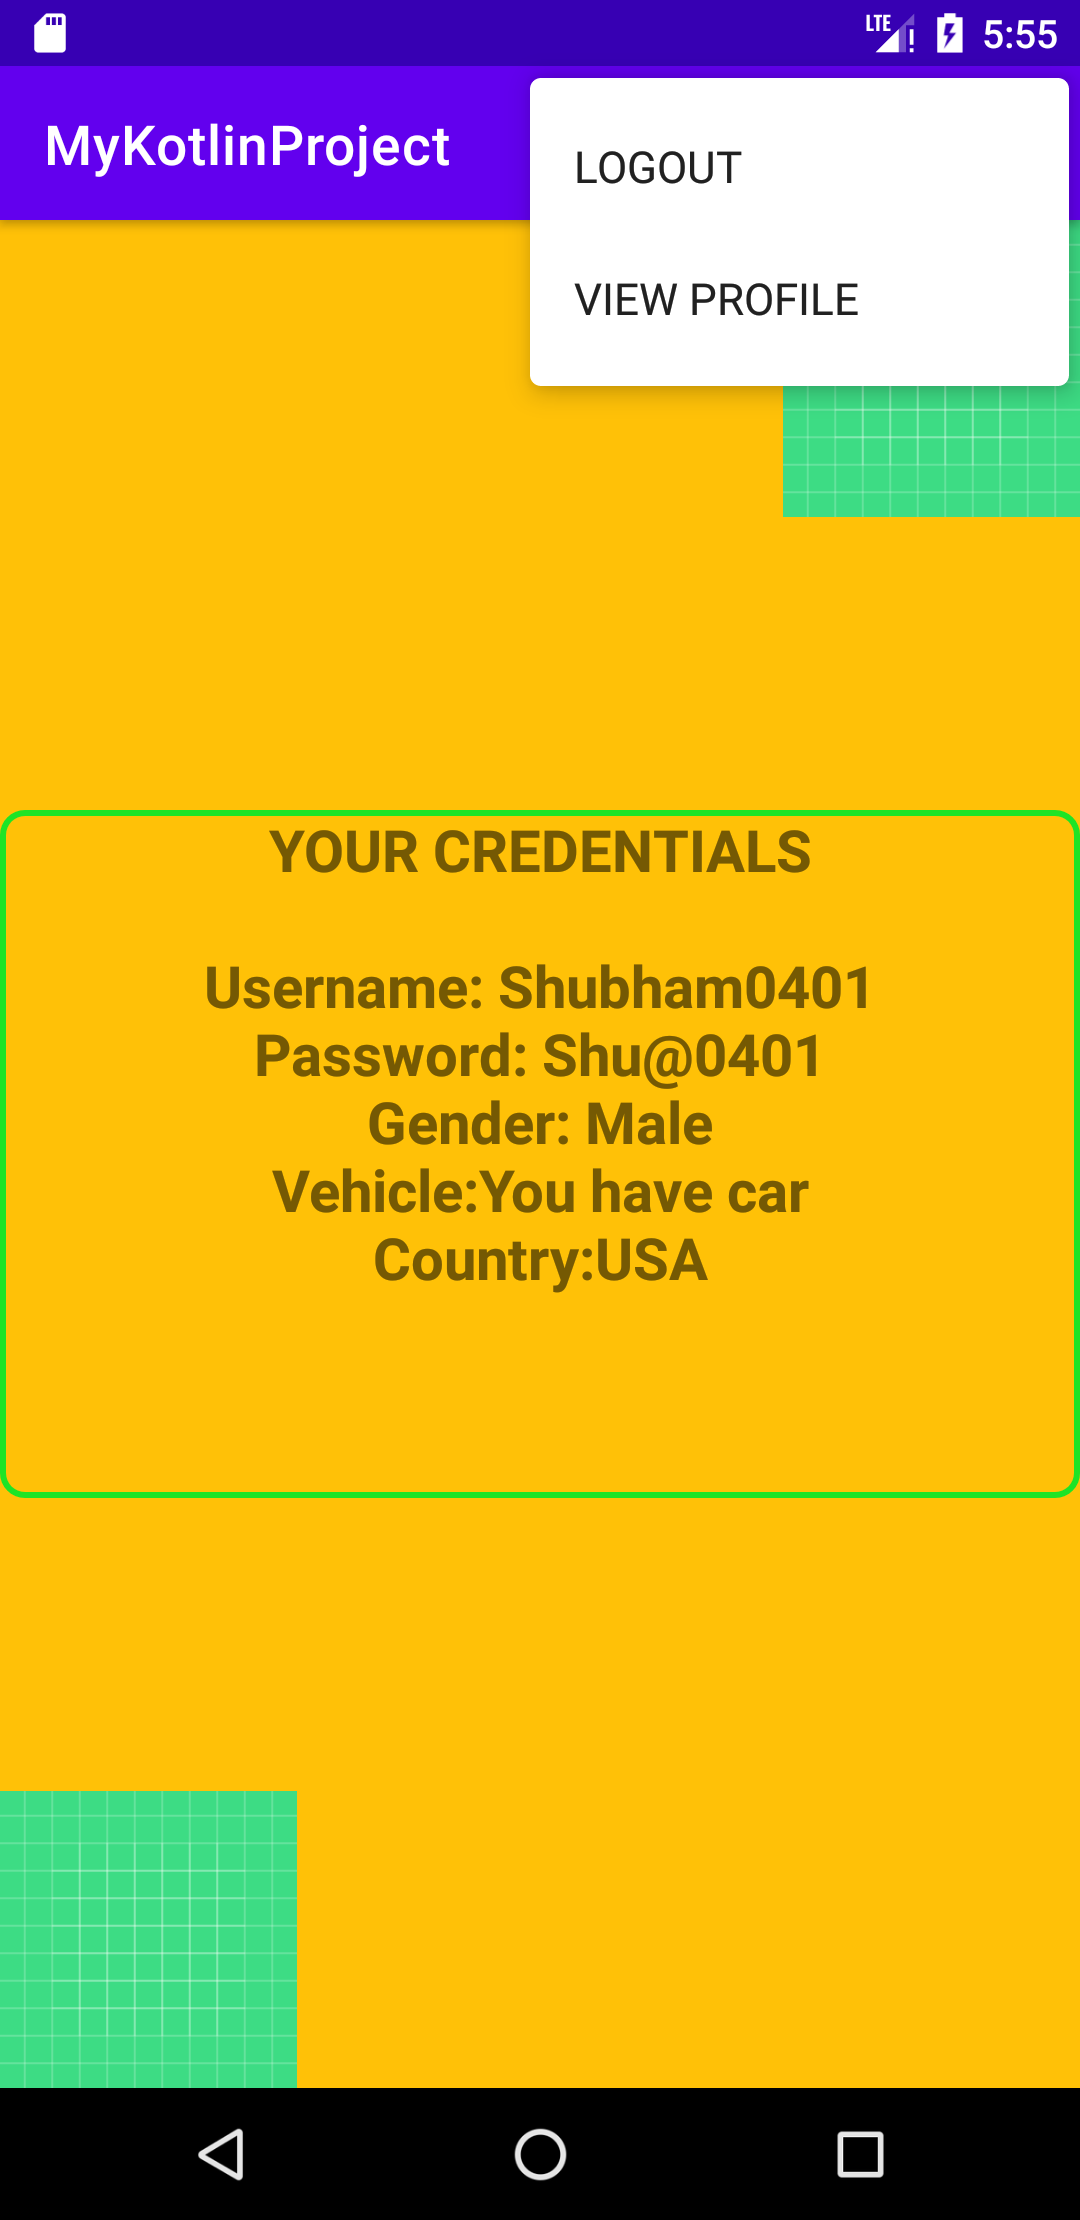 LTE 5:55
MyKotlinProject
LOGOUT
VIEW PROFILE
YOUR CREDENTIALS
Username: Shubham0401
Password: Shu@0401
Gender: Male
Vehicle:You have car
Country:USA